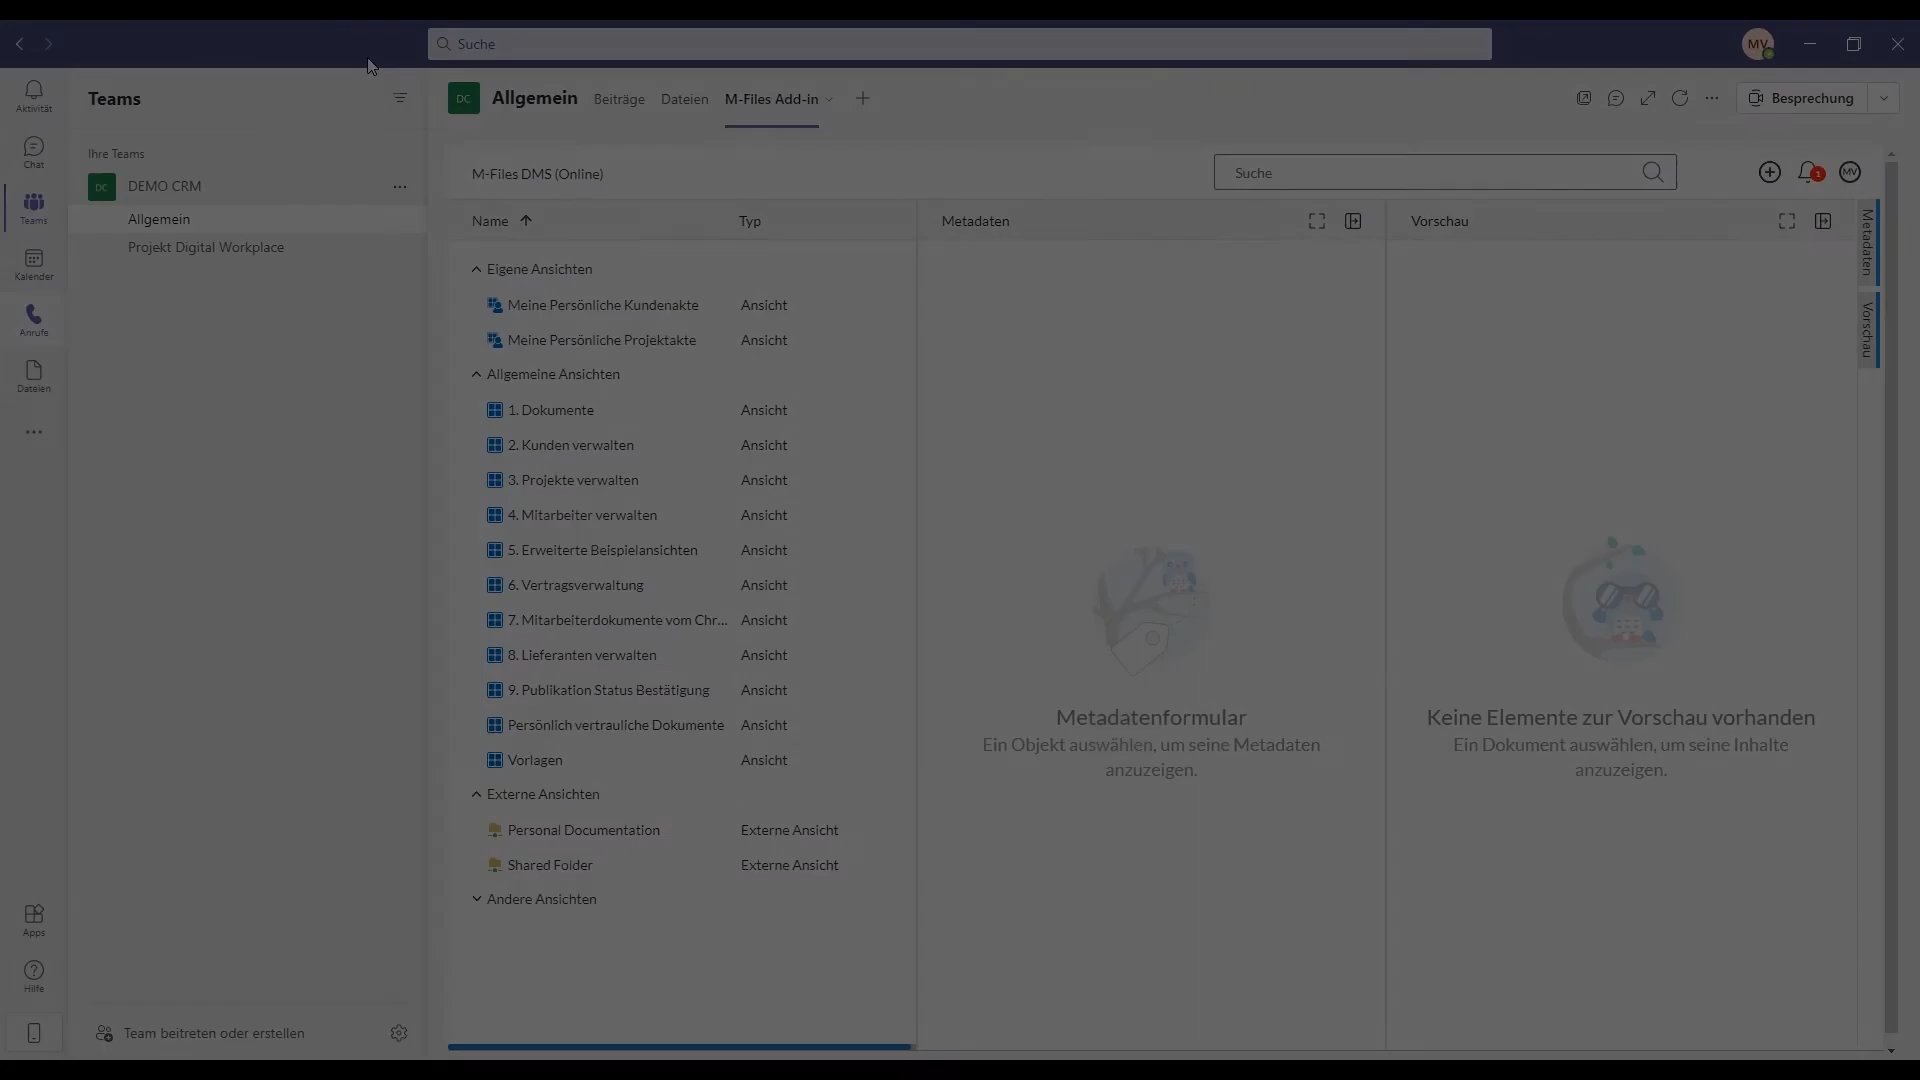 Suche
MV
Aktivität
Chat
Teams
Kalender
Anrufe
Dateien
Apps
Hilfe
Teams
Ihre Teams
DC DEMO CRM
Allgemein
Projekt Digital Workplace
Team beitreten oder erstellen
DC Allgemein Beiträge Dateien M-Files Add-in
Besprechung
M-Files DMS (Online)
Suche
1
MV
Name Typ
Eigene Ansichten
Meine Persönliche Kundenakte Ansicht
Meine Persönliche Projektakte Ansicht
Allgemeine Ansichten
1. Dokumente Ansicht
2. Kunden verwalten Ansicht
3. Projekte verwalten Ansicht
4. Mitarbeiter verwalten Ansicht
5. Erweiterte Beispielansichten Ansicht
6. Vertragsverwaltung Ansicht
7. Mitarbeiterdokumente vom Chr... Ansicht
8. Lieferanten verwalten Ansicht
9. Publikation Status Bestätigung Ansicht
Persönlich vertrauliche Dokumente Ansicht
Vorlagen Ansicht
Externe Ansichten
Personal Documentation Externe Ansicht
Shared Folder Externe Ansicht
Andere Ansichten
Metadaten
Metadatenformular
Ein Objekt auswählen, um seine Metadaten
anzuzeigen.
Vorschau
Keine Elemente zur Vorschau vorhanden
Ein Dokument auswählen, um seine Inhalte
anzuzeigen.
Metadaten
Vorschau